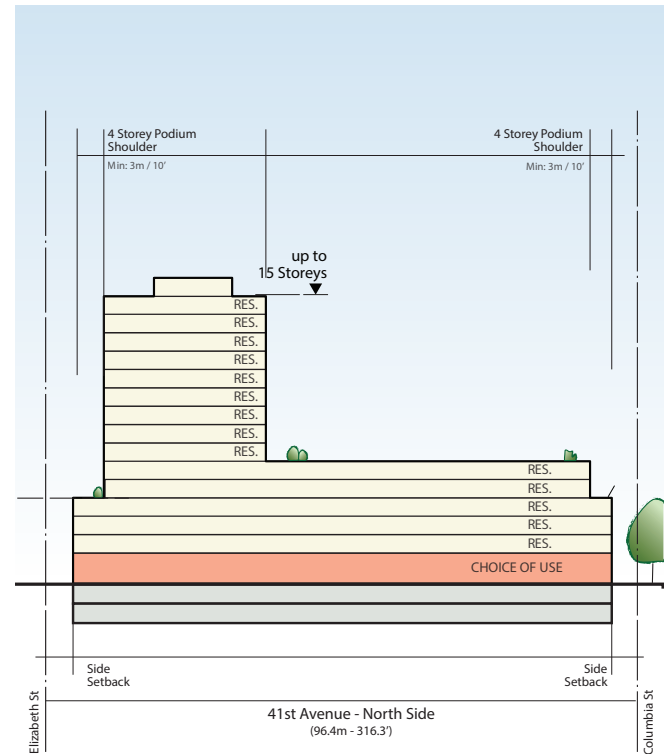 4 Storey Podium
Shoulder
Min: 3m / 10'
4 Storey Podium
Shoulder
Min: 3m / 10'
up to
15 Storeys
RES.
RES.
RES.
RES.
RES.
RES.
RES.
RES.
RES.
RES.
RES.
RES.
RES.
RES.
CHOICE OF USE
Side
Setback
Side
Setback
Elizabeth St
41st Avenue - North Side
(96.4m - 316.3')
Columbia St